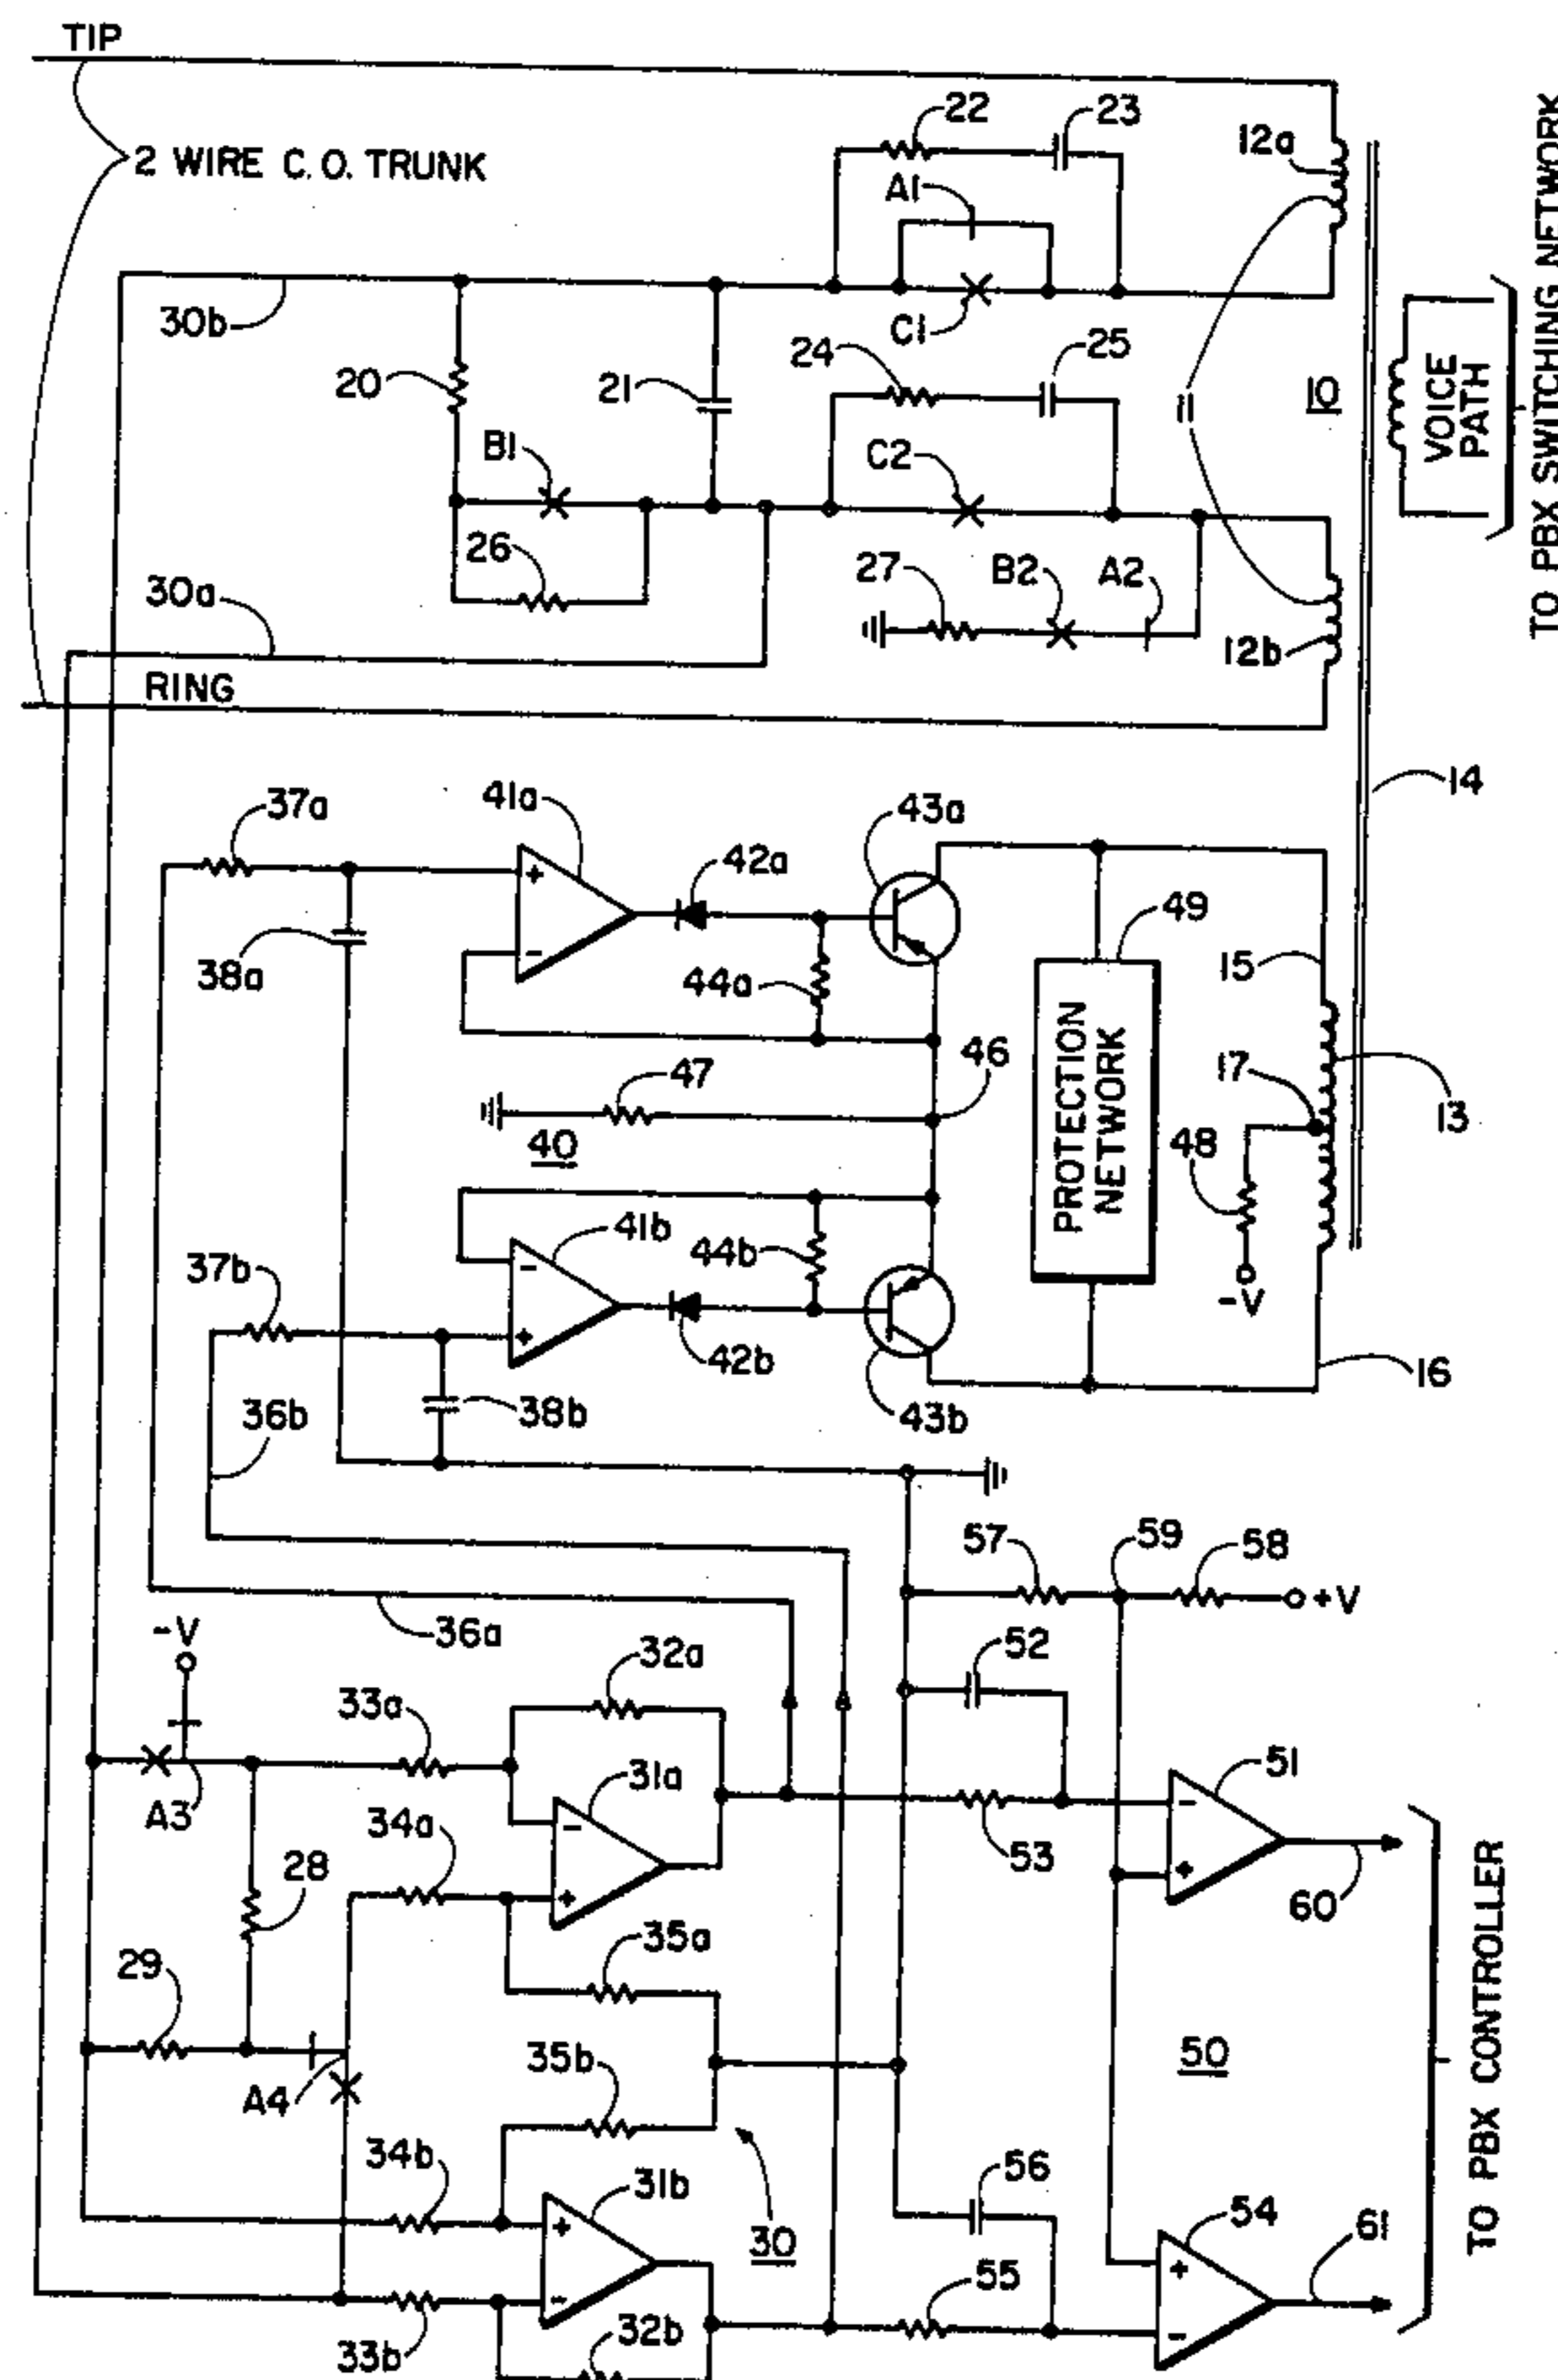 TIP
22
23
12a
2 WIRE C.O. TRUNK
A1
30b
C1
24
25
20
21
11
10
VOICE PATH
TO PBX SWITCHING NETWORK
B1
C2
26
27
B2
A2
30a
12b
RING
14
37a
41a
43a
42a
49
38a
44a
15
PROTECTION NETWORK
46
47
17
13
40
48
41b
44b
37b
-V
42b
16
36b
38b
43b
57
59
58
+V
36a
-V
32a
52
33a
31a
51
A3
34a
28
53
60
35a
29
TO PBX CONTROLLER
35b
50
A4
34b
31b
56
54
30
61
55
33b
32b
+
-
-
+
-
+
-
+
+
-
+
-